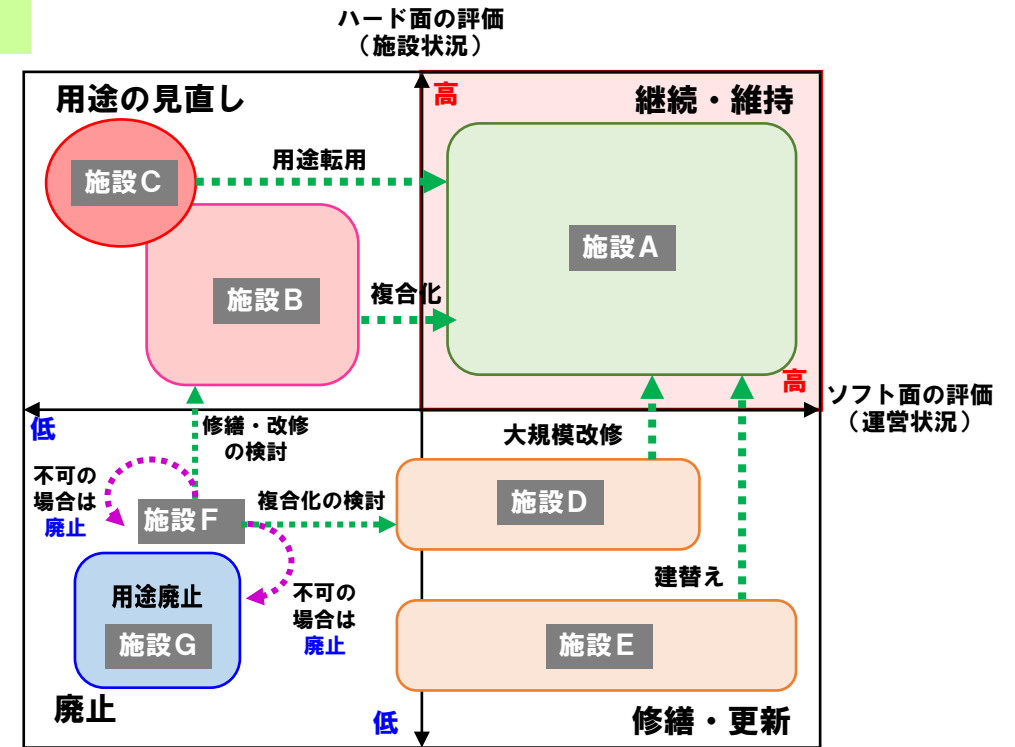 ハード面の評価
（施設状況）
用途の見直し
高
継続・維持
施設C
用途転用
施設A
施設B
複合化
高
ソフト面の評価
（運営状況）
低
修繕・改修
の検討
大規模改修
不可の
場合は
廃止
施設F
複合化の検討
施設D
用途廃止
不可の
場合は
廃止
建替え
施設G
施設E
廃止
低
修繕・更新